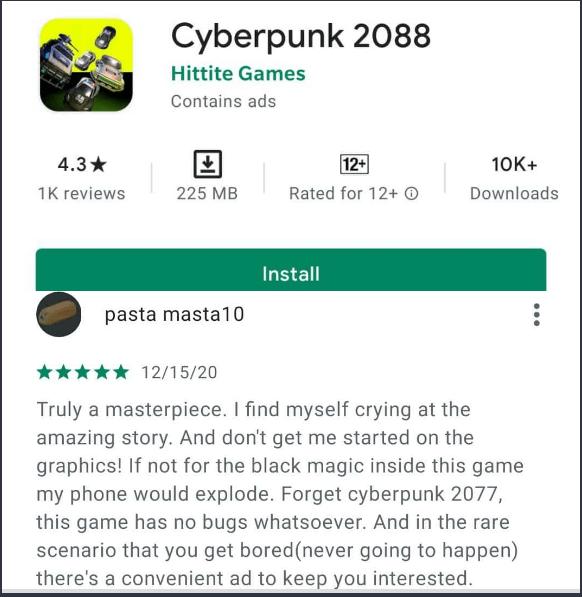 Cyberpunk 2088
Hittite Games
Contains ads
4.3★ 12+ 10K+
1K reviews 225 MB Rated for 12+ Downloads
Install
pasta masta10
★★★★★ 12/15/20
Truly a masterpiece. I find myself crying at the
amazing story. And don't get me started on the
graphics! If not for the black magic inside this game
my phone would explode. Forget cyberpunk 2077,
this game has no bugs whatsoever. And in the rare
scenario that you get bored(never going to happen)
there's a convenient ad to keep you interested.